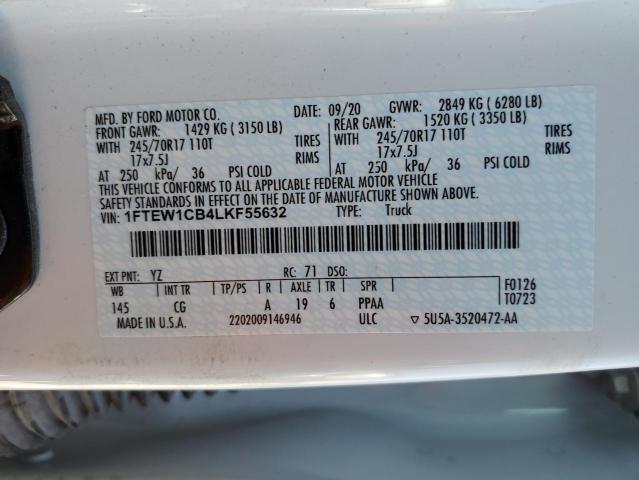 MFD. BY FORD MOTOR CO. DATE: 09/20 GVWR: 2849 KG ( 6280 LB)
FRONT GAWR: 1429 KG ( 3150 LB) REAR GAWR: 1520 KG ( 3350 LB)
WITH 245/70R17 110T TIRES WITH 245/70R17 110T TIRES
17x7.5J RIMS 17x7.5J RIMS
AT 250 kPa/ 36 PSI COLD AT 250 kPa/ 36 PSI COLD
THIS VEHICLE CONFORMS TO ALL APPLICABLE FEDERAL MOTOR VEHICLE
SAFETY STANDARDS IN EFFECT ON THE DATE OF MANUFACTURE SHOWN ABOVE.
VIN: 1FTEW1CB4LKF55632 TYPE: Truck
EXT PNT: YZ RC: 71 DSO:
WB INT TR TP/PS R AXLE TR SPR F0126
145 CG A 19 6 PPAA T0723
MADE IN U.S.A. 2202009146946 ULC ▽ 5U5A-3520472-AA